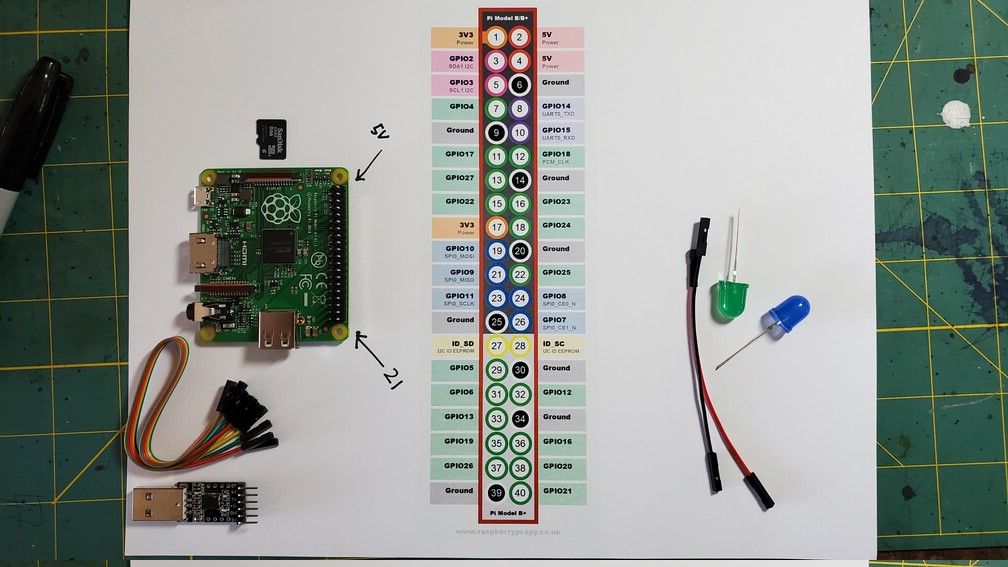 Pi Model B/B+
3V3
Power
1
2
5V
Power
GPIO2
SDA1 I2C
3
4
5V
Power
GPIO3
SCL1 I2C
5
6
Ground
GPIO4
7
8
GPIO14
UART0_TXD
Ground
9
10
GPIO15
UART0_RXD
GPIO17
11
12
GPIO18
PCM_CLK
GPIO27
13
14
Ground
GPIO22
15
16
GPIO23
3V3
Power
17
18
GPIO24
GPIO10
SPI0_MOSI
19
20
Ground
GPIO9
SPI0_MISO
21
22
GPIO25
GPIO11
SPI0_SCLK
23
24
GPIO8
SPI0_CE0_N
Ground
25
26
GPIO7
SPI0_CE1_N
ID_SD
I2C ID EEPROM
27
28
ID_SC
I2C ID EEPROM
GPIO5
29
30
Ground
GPIO6
31
32
GPIO12
GPIO13
33
34
Ground
GPIO19
35
36
GPIO16
GPIO26
37
38
GPIO20
Ground
39
40
GPIO21
Pi Model B+
www.raspberrypi-spy.co.uk
5V
21
SanDisk
HDMI
FC